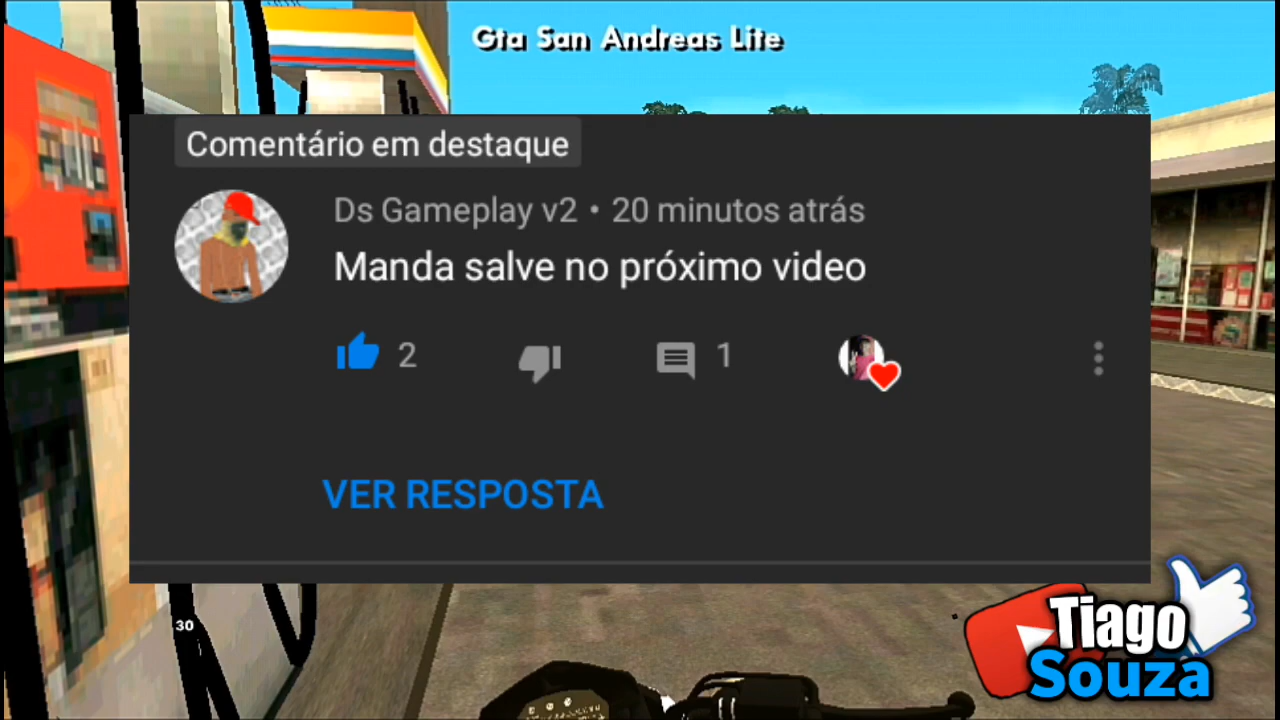 Gta San Andreas Lite
Comentário em destaque
Ds Gameplay v2 • 20 minutos atrás
Manda salve no próximo video
2
1
VER RESPOSTA
30
Tiago
Souza